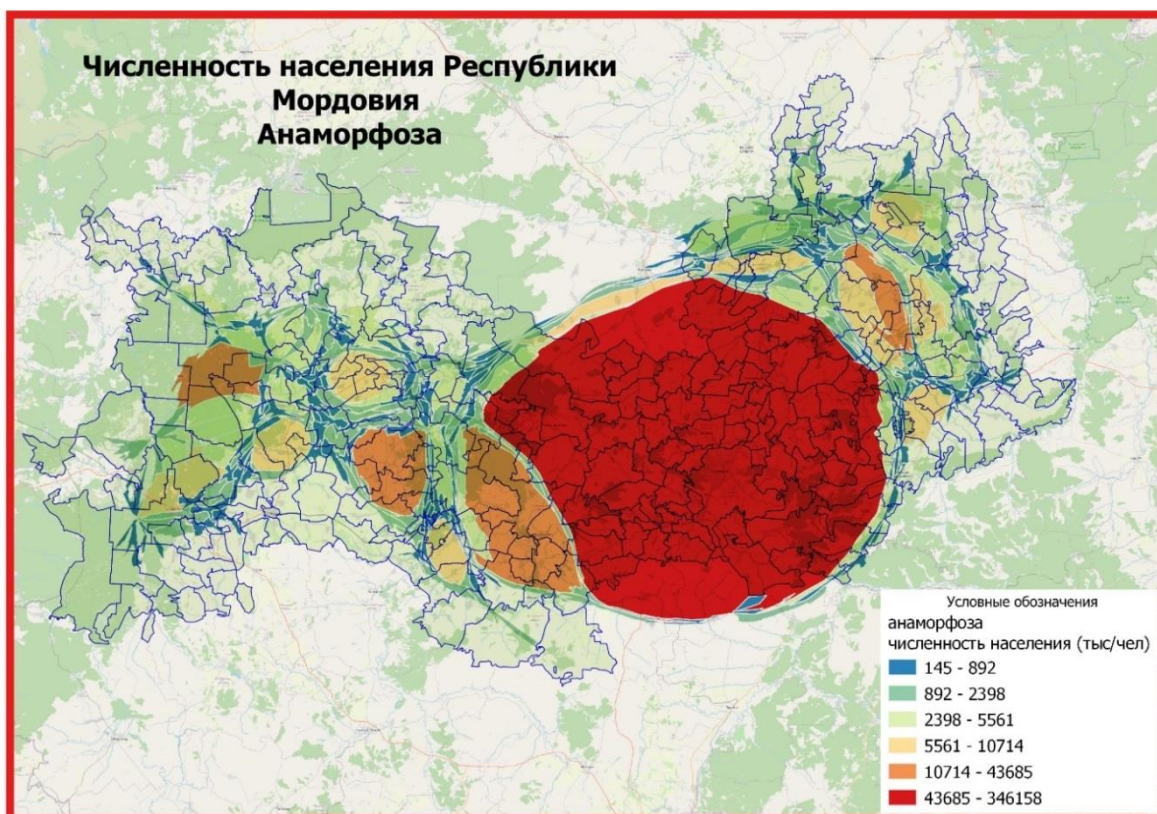 Численность населения Республики
Мордовия
Анаморфоза
Условные обозначения
анаморфоза
численность населения (тыс/чел)
145 - 892
892 - 2398
2398 - 5561
5561 - 10714
10714 - 43685
43685 - 346158